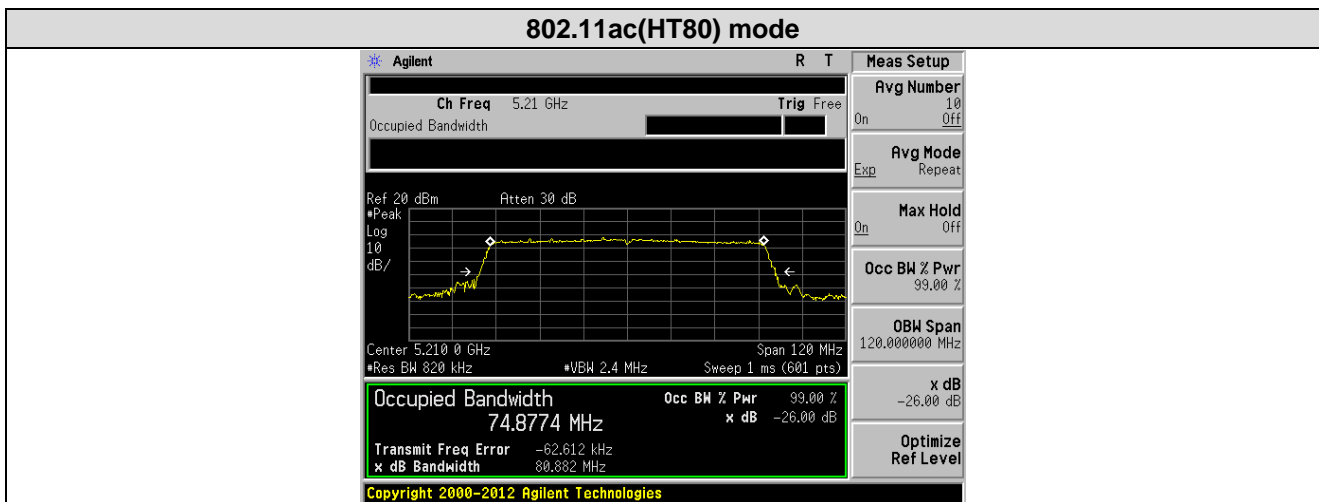 802.11ac(HT80) mode
Agilent R T
Meas Setup
Ch Freq 5.21 GHz Trig Free
Occupied Bandwidth
Avg Number
10
On Off
Avg Mode
Exp Repeat
Max Hold
On Off
Occ BW % Pwr
99.00 %
OBW Span
120.000000 MHz
x dB
-26.00 dB
Optimize
Ref Level
Ref 20 dBm Atten 30 dB
#Peak
Log
10
dB/
Center 5.210 0 GHz Span 120 MHz
#Res BW 820 kHz #VBW 2.4 MHz Sweep 1 ms (601 pts)
Occupied Bandwidth Occ BW % Pwr 99.00 %
74.8774 MHz x dB -26.00 dB
Transmit Freq Error -62.612 kHz
x dB Bandwidth 80.882 MHz
Copyright 2000-2012 Agilent Technologies